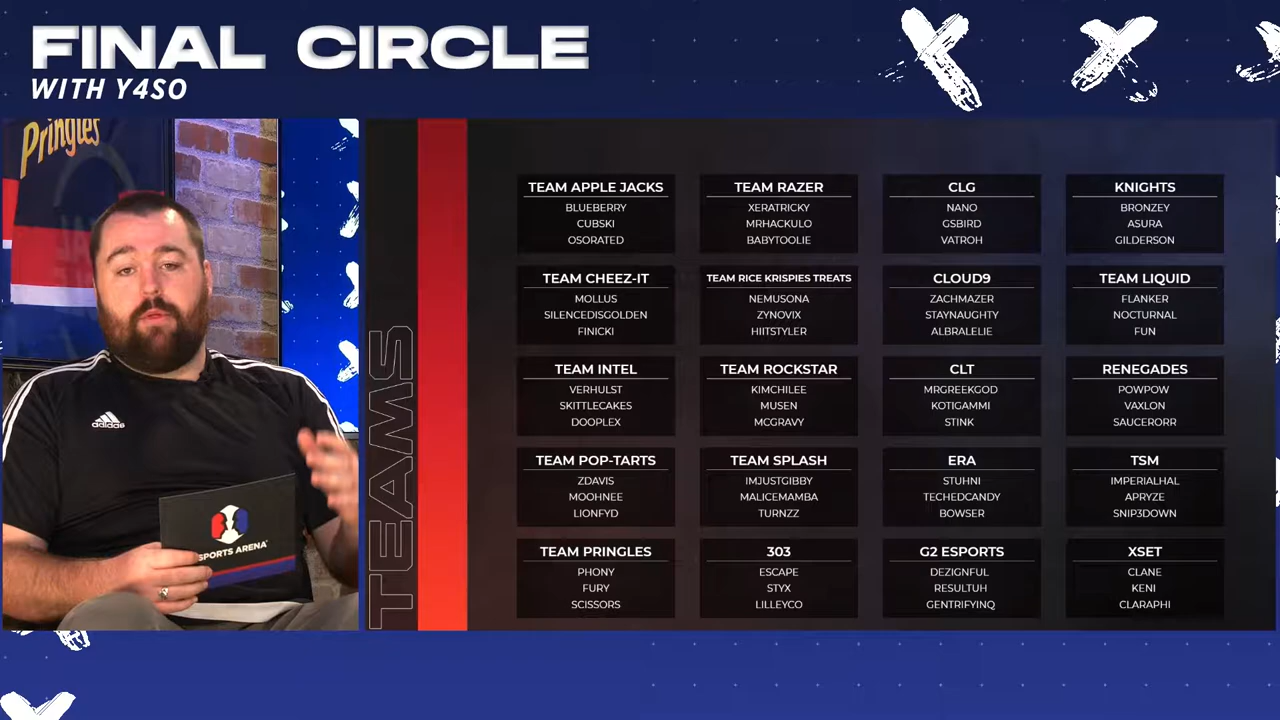 FINAL CIRCLE
WITH Y4SO
Pringles
adidas
ESPORTS ARENA
TEAMS
TEAM APPLE JACKS
BLUEBERRY
CUBSKI
OSORATED
TEAM RAZER
XERATRICKY
MRHACKULO
BABYTOOLIE
CLG
NANO
GSBIRD
VATROH
KNIGHTS
BRONZEY
ASURA
GILDERSON
TEAM CHEEZ-IT
MOLLUS
SILENCEDISGOLDEN
FINICKI
TEAM RICE KRISPIES TREATS
NEMUSONA
ZYNOVIX
HIITSTYLER
CLOUD9
ZACHMAZER
STAYNAUGHTY
ALBRALELIE
TEAM LIQUID
FLANKER
NOCTURNAL
FUN
TEAM INTEL
VERHULST
SKITTLECAKES
DOOPLEX
TEAM ROCKSTAR
KIMCHILEE
MUSEN
MCGRAVY
CLT
MRGREEKGOD
KOTIGAMMI
STINK
RENEGADES
POWPOW
VAXLON
SAUCERORR
TEAM POP-TARTS
ZDAVIS
MOOHNEE
LIONFYD
TEAM SPLASH
IMJUSTGIBBY
MALICEMAMBA
TURNZZ
ERA
STUHNI
TECHEDCANDY
BOWSER
TSM
IMPERIALHAL
APRYZE
SNIP3DOWN
TEAM PRINGLES
PHONY
FURY
SCISSORS
303
ESCAPE
STYX
LILLEYCO
G2 ESPORTS
DEZIGNFUL
RESULTUH
GENTRIFYINQ
XSET
CLANE
KENI
CLARAPHI